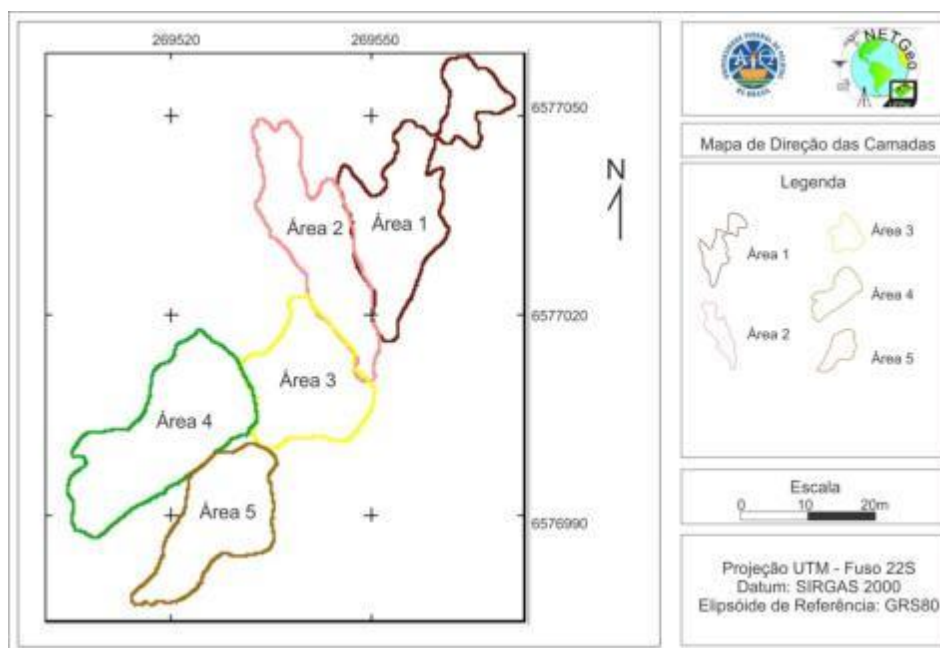 269520 269550
NETGeo
6577050
Mapa de Direção das Camadas
N
Legenda
Área 2
Área 1
Área 1
Área 3
Área 4
Área 2
Área 5
6577020
Área 3
Área 4
Área 5
6576990
Escala
0 10 20m
Projeção UTM - Fuso 22S
Datum: SIRGAS 2000
Elipsóide de Referência: GRS80